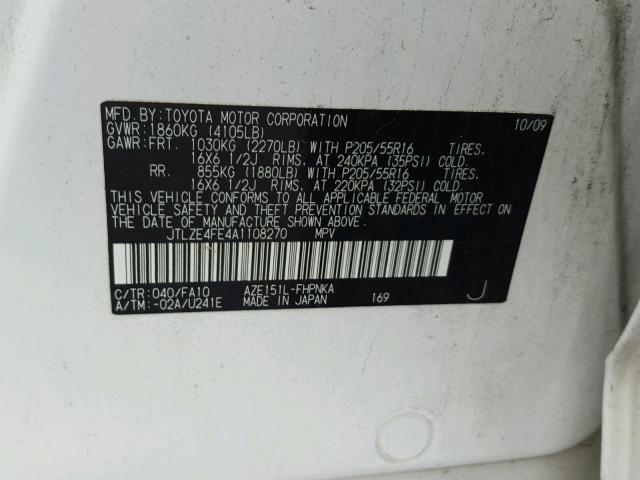 MFD. BY: TOYOTA MOTOR CORPORATION 10/09
GVWR: 1860KG (4105LB)
GAWR: FRT. 1030KG (2270LB) WITH P205/55R16 TIRES,
16X6 1/2J RIMS, AT 240KPA (35PSI) COLD.
RR. 855KG (1880LB) WITH P205/55R16 TIRES,
16X6 1/2J RIMS, AT 220KPA (32PSI) COLD.
THIS VEHICLE CONFORMS TO ALL APPLICABLE FEDERAL MOTOR
VEHICLE SAFETY AND THEFT PREVENTION STANDARDS IN EFFECT ON
THE DATE OF MANUFACTURE SHOWN ABOVE.
JTLZE4FE4A1108270 MPV
C/TR: 040/FA10 AZE151L-FHPNKA
A/TM: -02A/U241E MADE IN JAPAN 169 J